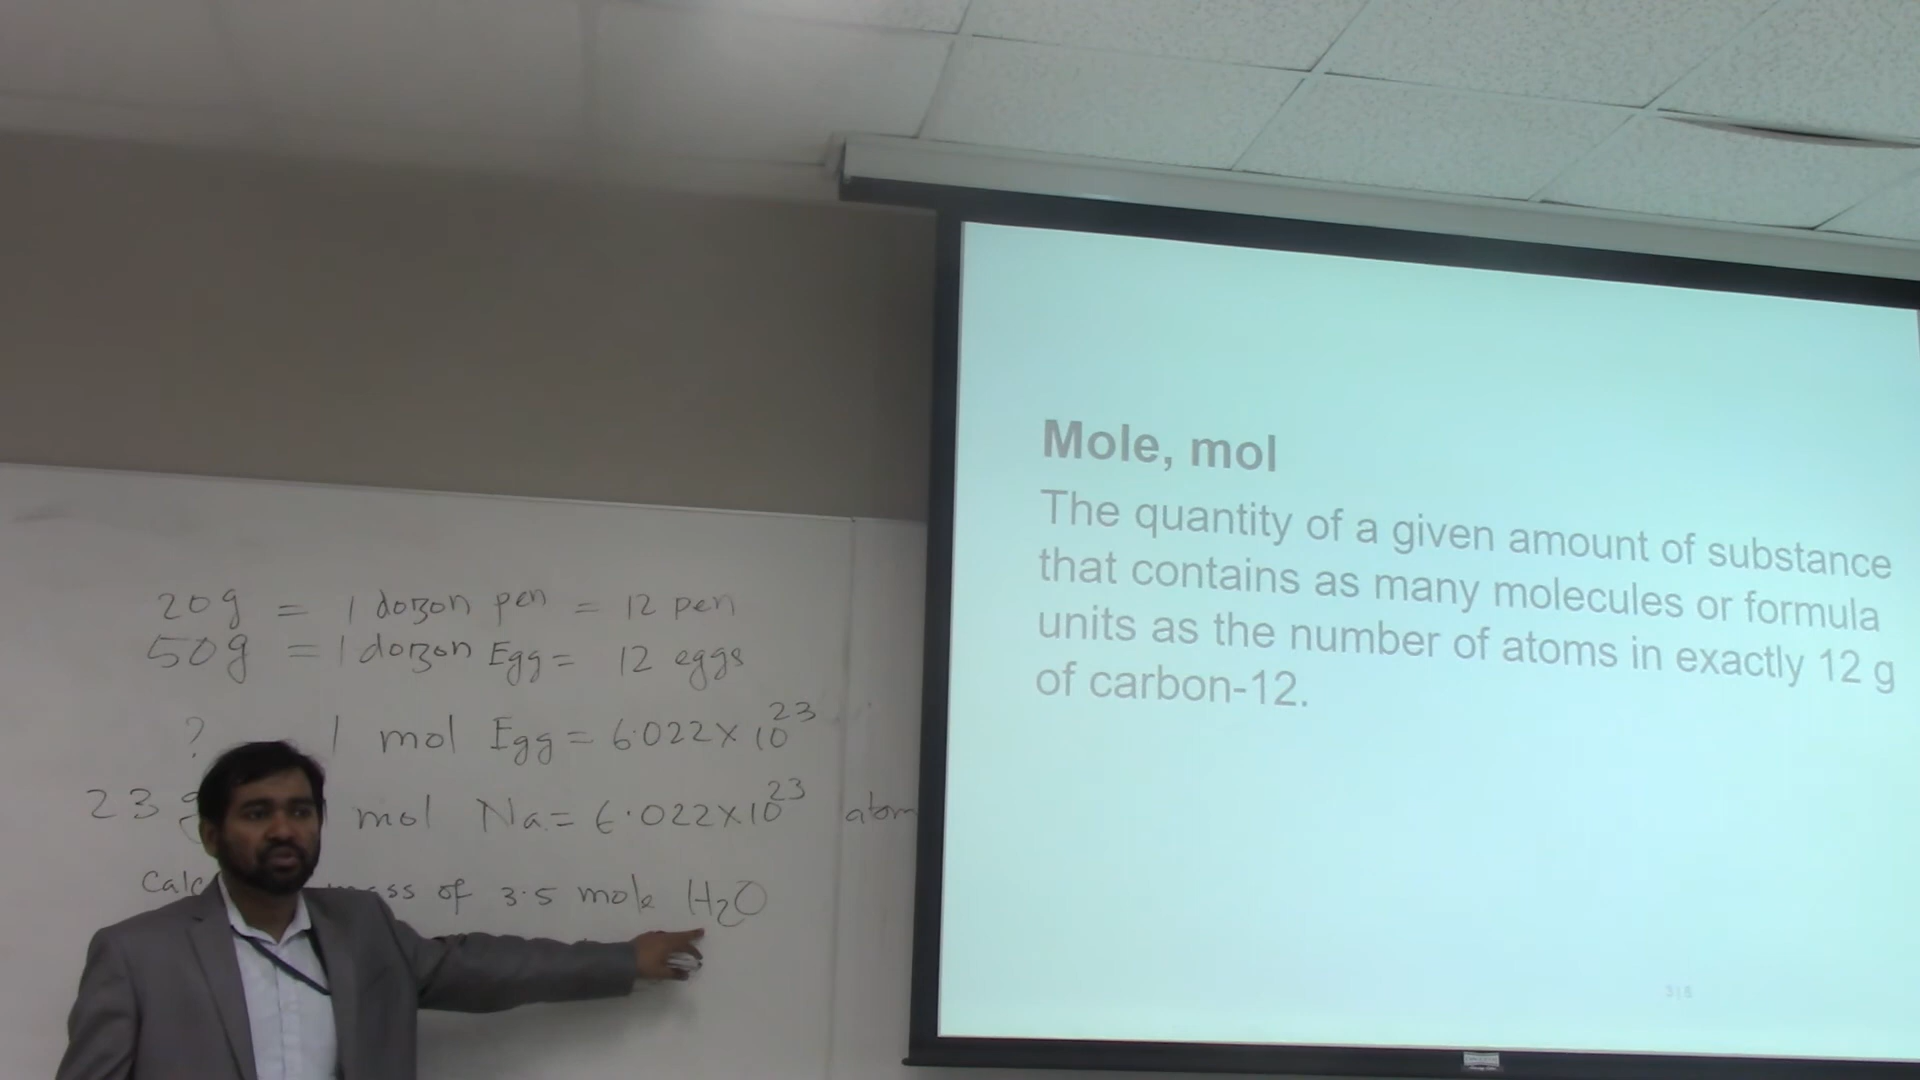 20g = 1 dozon pen = 12 pen
50g = 1 dozon Egg = 12 eggs
? 1 mol Egg = 6.022 x 10^23
23 g mol Na = 6.022x10^23 atom
Calc mass of 3.5 mole H2O
Mole, mol
The quantity of a given amount of substance
that contains as many molecules or formula
units as the number of atoms in exactly 12 g
of carbon-12.